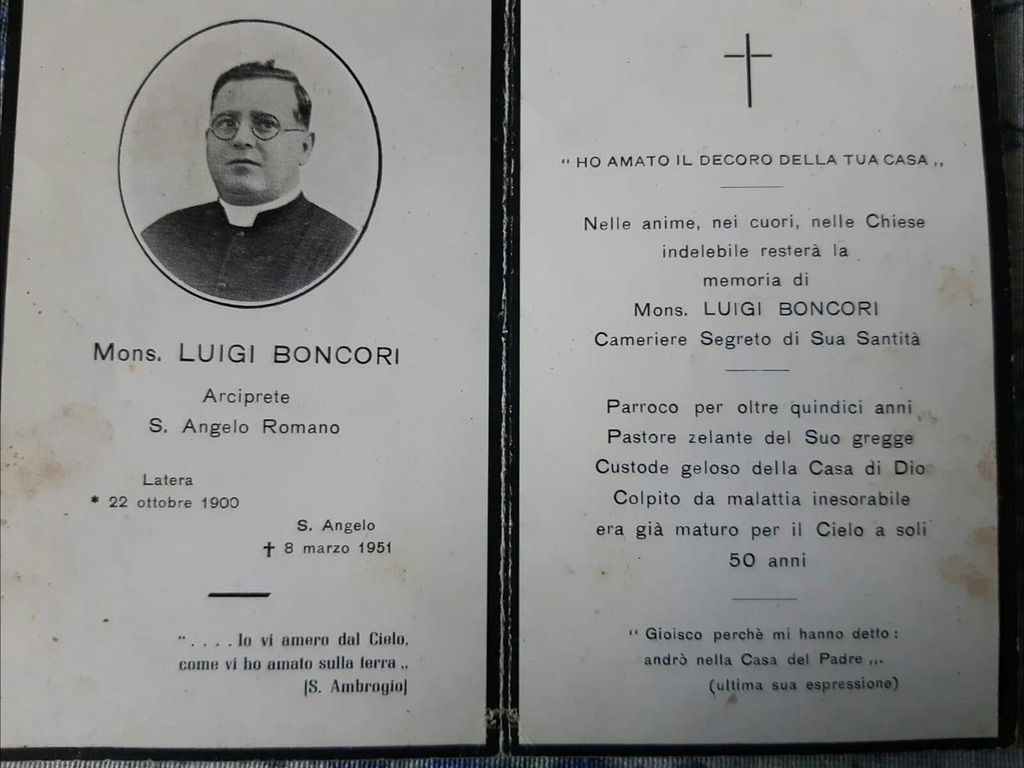 Mons. LUIGI BONCORI
Arciprete
S. Angelo Romano
Latera
* 22 ottobre 1900
S. Angelo
✝ 8 marzo 1951
". . . . Io vi amero dal Cielo,
come vi ho amato sulla terra „
|S. Ambrogio|
" HO AMATO IL DECORO DELLA TUA CASA „
Nelle anime, nei cuori, nelle Chiese
indelebile resterà la
memoria di
Mons. LUIGI BONCORI
Cameriere Segreto di Sua Santità
Parroco per oltre quindici anni
Pastore zelante del Suo gregge
Custode geloso della Casa di Dio
Colpito da malattia inesorabile
era già maturo per il Cielo a soli
50 anni
" Gioisco perchè mi hanno detto :
andrò nella Casa del Padre „.
(ultima sua espressione)